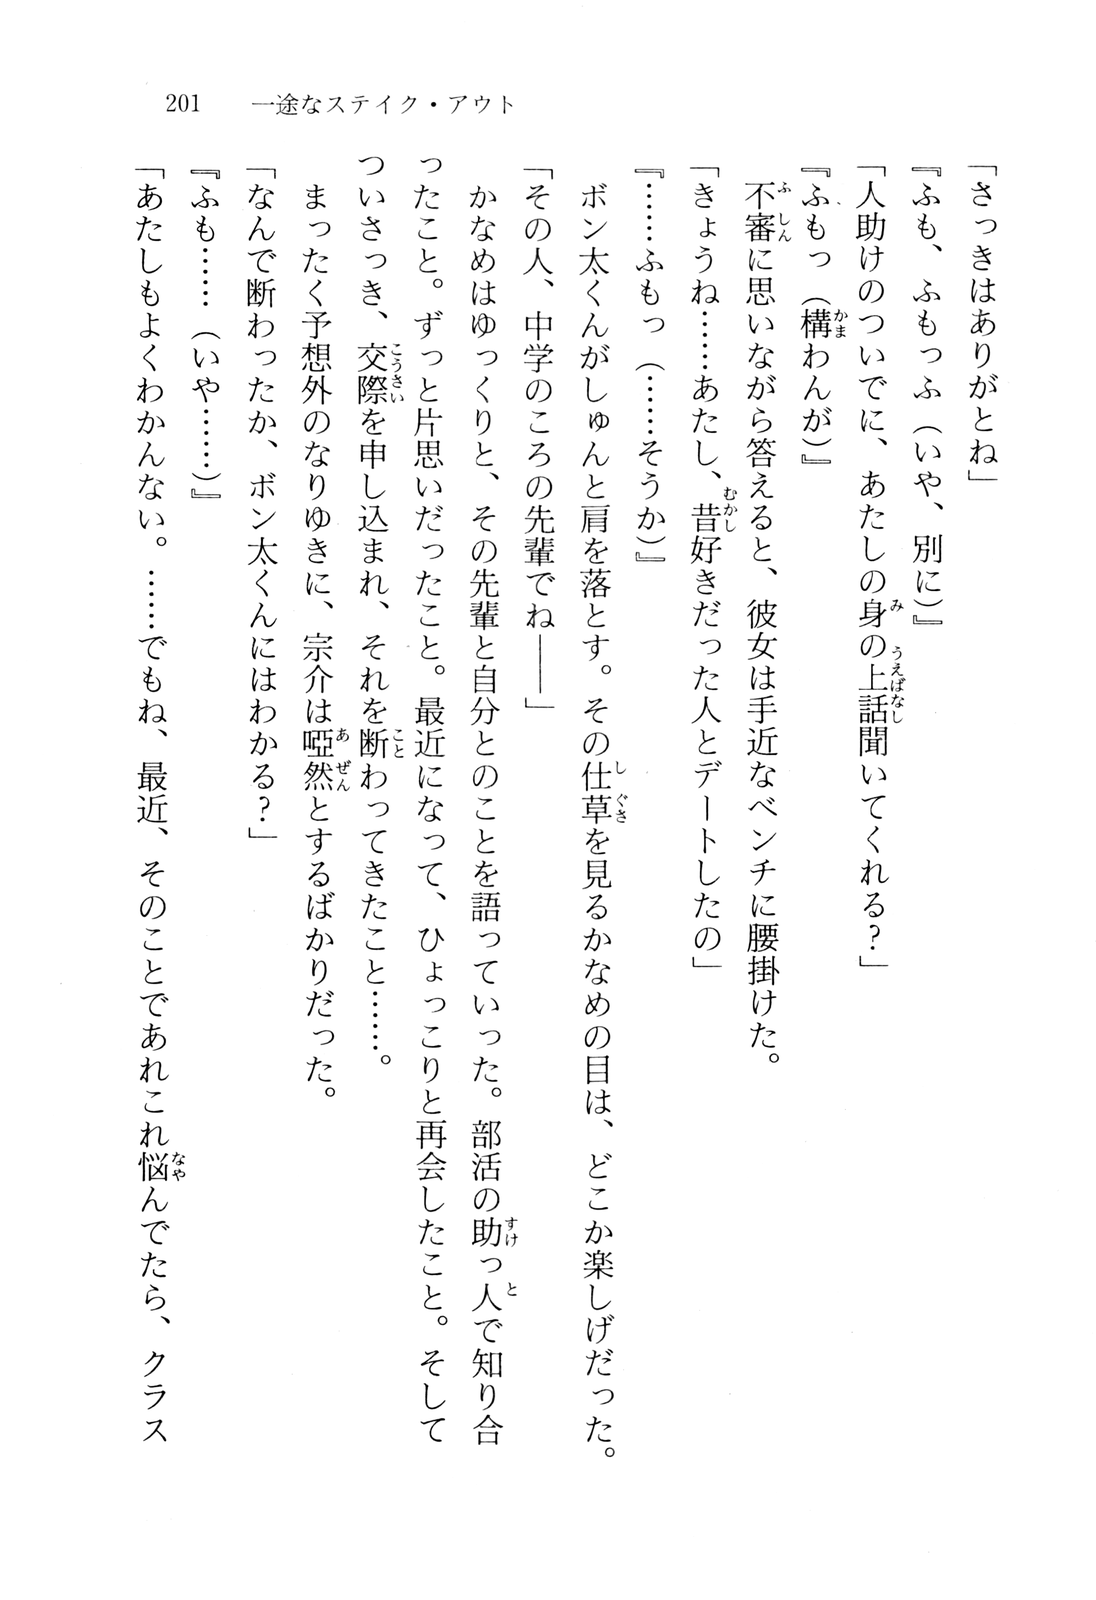 201　一途なステイク・アウト
「さっきはありがとね」
『ふも、ふもっふ（いや、別に）』
「人助けのついでに、あたしの身の上話聞いてくれる？」
『ふもっ（構わんが）』
　不審に思いながら答えると、彼女は手近なベンチに腰掛けた。
「きょうね……あたし、昔好きだった人とデートしたの」
『……ふもっ（……そうか）』
　ボン太くんがしゅんと肩を落とす。その仕草を見るかなめの目は、どこか楽しげだった。
「その人、中学のころの先輩でね――」
　かなめはゆっくりと、その先輩と自分とのことを語っていった。部活の助っ人で知り合
ったこと。ずっと片思いだったこと。最近になって、ひょっこりと再会したこと。そして
ついさっき、交際を申し込まれ、それを断わってきたこと……。
　まったく予想外のなりゆきに、宗介は啞然とするばかりだった。
「なんで断わったか、ボン太くんにはわかる？」
『ふも……（いや……）』
「あたしもよくわかんない。……でもね、最近、そのことであれこれ悩んでたら、クラス